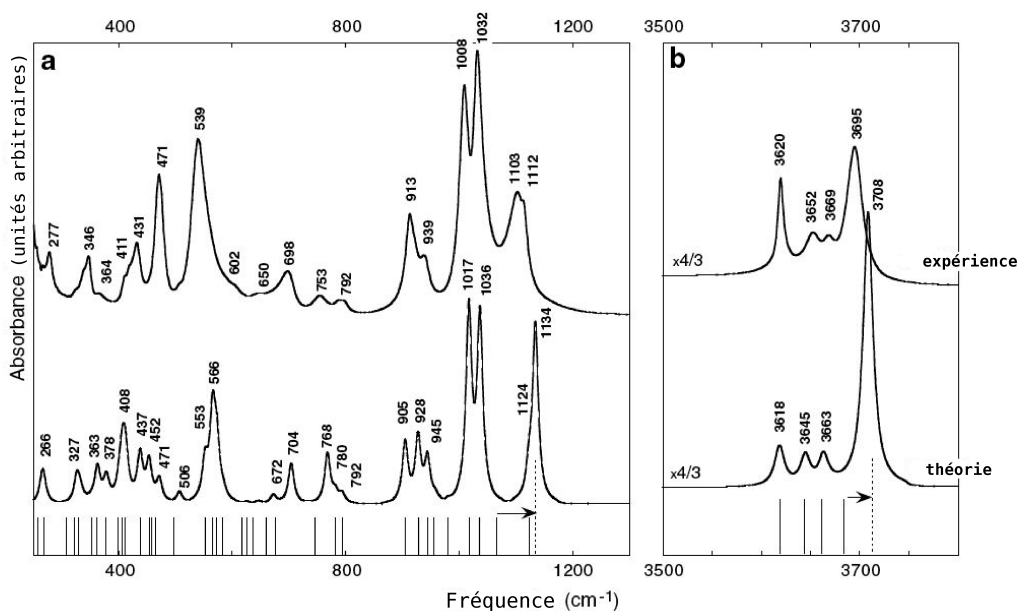 400 800 1200 3500 3700
Absorbance (unités arbitraires)
a
277 346 364 411 431 471 539 602 650 698 753 792 913 939 1008 1032 1103 1112
266 327 363 378 408 437 452 471 506 553 566 672 704 768 780 792 905 928 945 1017 1036 1124 1134
b
3620 3652 3669 3695
x4/3
expérience
3618 3645 3663 3708
x4/3
théorie
400 800 1200 3500 3700
Fréquence (cm⁻¹)